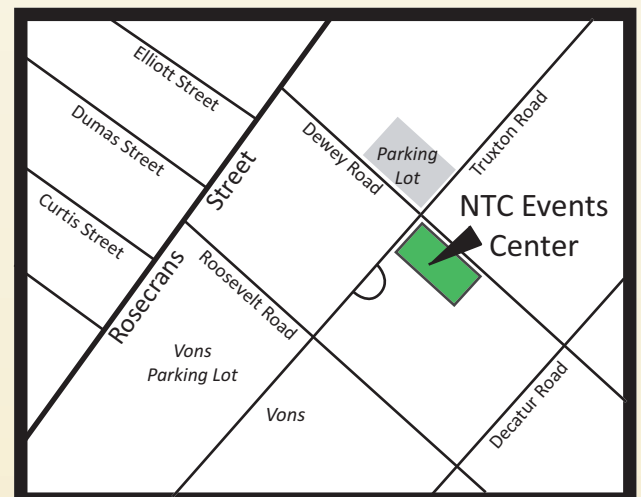 Elliott Street
Dumas Street
Curtis Street
Rosecrans Street
Dewey Road
Parking
Lot
Truxton Road
NTC Events
Center
Roosevelt Road
Vons
Parking Lot
Vons
Decatur Road